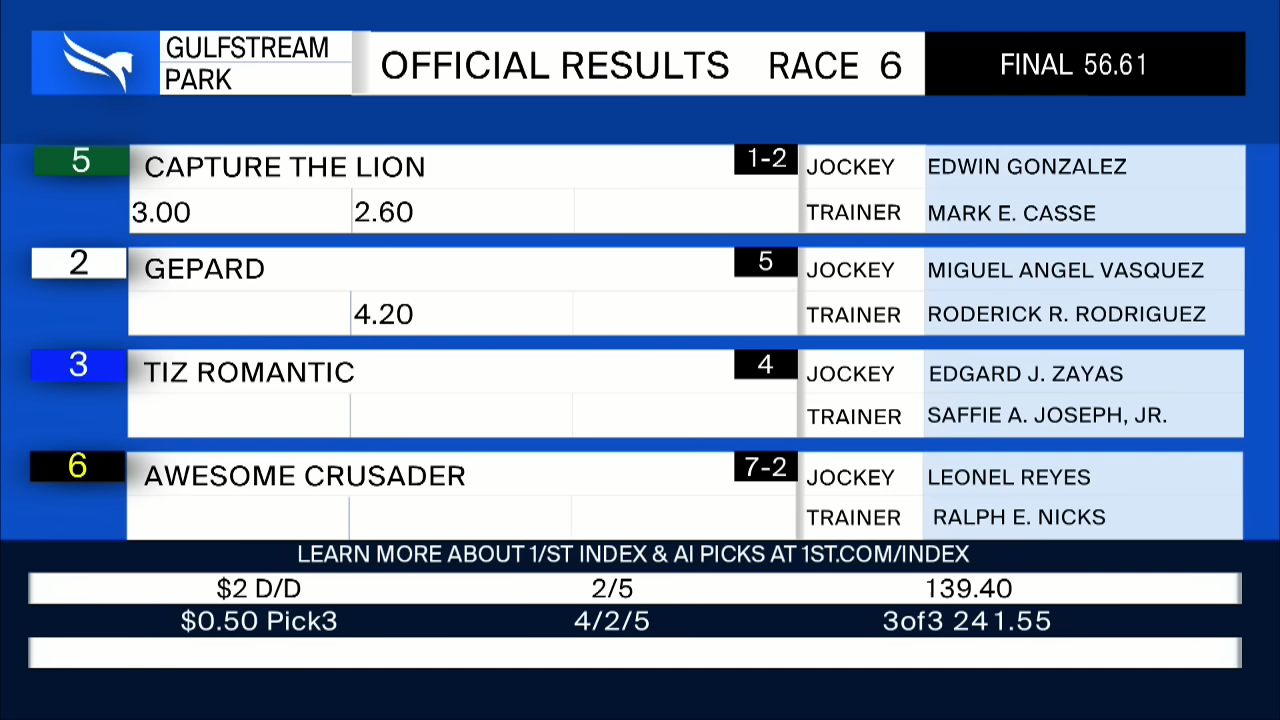 GULFSTREAM PARK
OFFICIAL RESULTS RACE 6
FINAL 56.61
5 CAPTURE THE LION 1-2 JOCKEY EDWIN GONZALEZ
3.00 2.60 TRAINER MARK E. CASSE
2 GEPARD 5 JOCKEY MIGUEL ANGEL VASQUEZ
4.20 TRAINER RODERICK R. RODRIGUEZ
3 TIZ ROMANTIC 4 JOCKEY EDGARD J. ZAYAS
TRAINER SAFFIE A. JOSEPH, JR.
6 AWESOME CRUSADER 7-2 JOCKEY LEONEL REYES
TRAINER RALPH E. NICKS
LEARN MORE ABOUT 1/ST INDEX & AI PICKS AT 1ST.COM/INDEX
$2 D/D 2/5 139.40
$0.50 Pick3 4/2/5 3of3 241.55